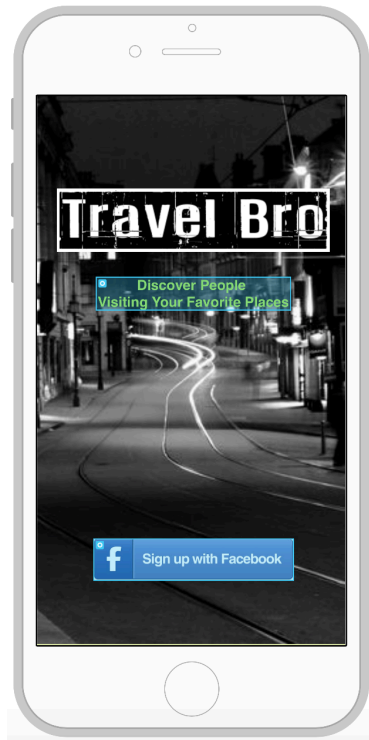 Travel Bro
Discover People
Visiting Your Favorite Places
f Sign up with Facebook